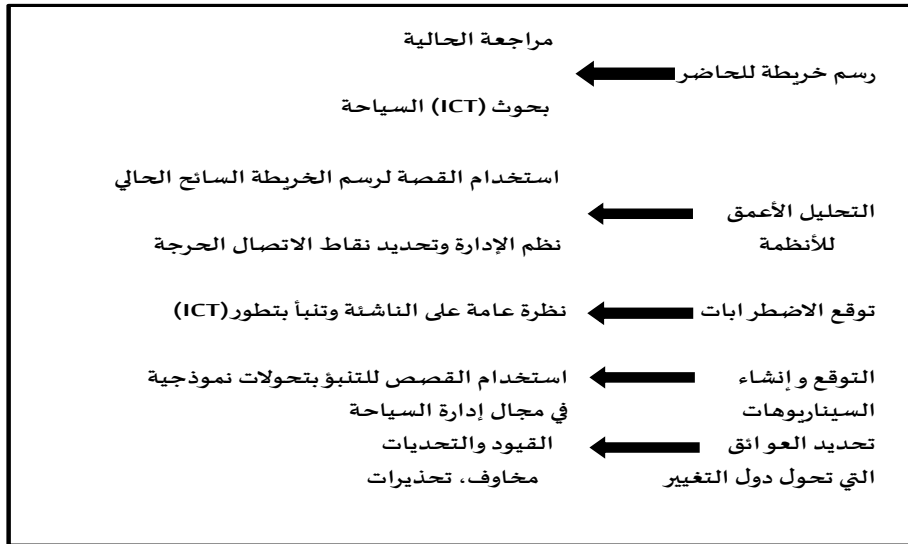 مراجعة الحالية
رسم خريطة للحاضر
بحوث (ICT) السياحة
استخدام القصة لرسم الخريطة السائح الحالي
التحليل الأعمق
للأنظمة
نظم الإدارة وتحديد نقاط الاتصال الحرجة
توقع الاضطرابات
نظرة عامة على الناشئة وتنبأ بتطور (ICT)
التوقع وإنشاء
السيناريوهات
استخدام القصص للتنبؤ بتحولات نموذجية
في مجال إدارة السياحة
تحديد العوائق
التي تحول دول التغيير
القيود والتحديات
مخاوف، تحذيرات